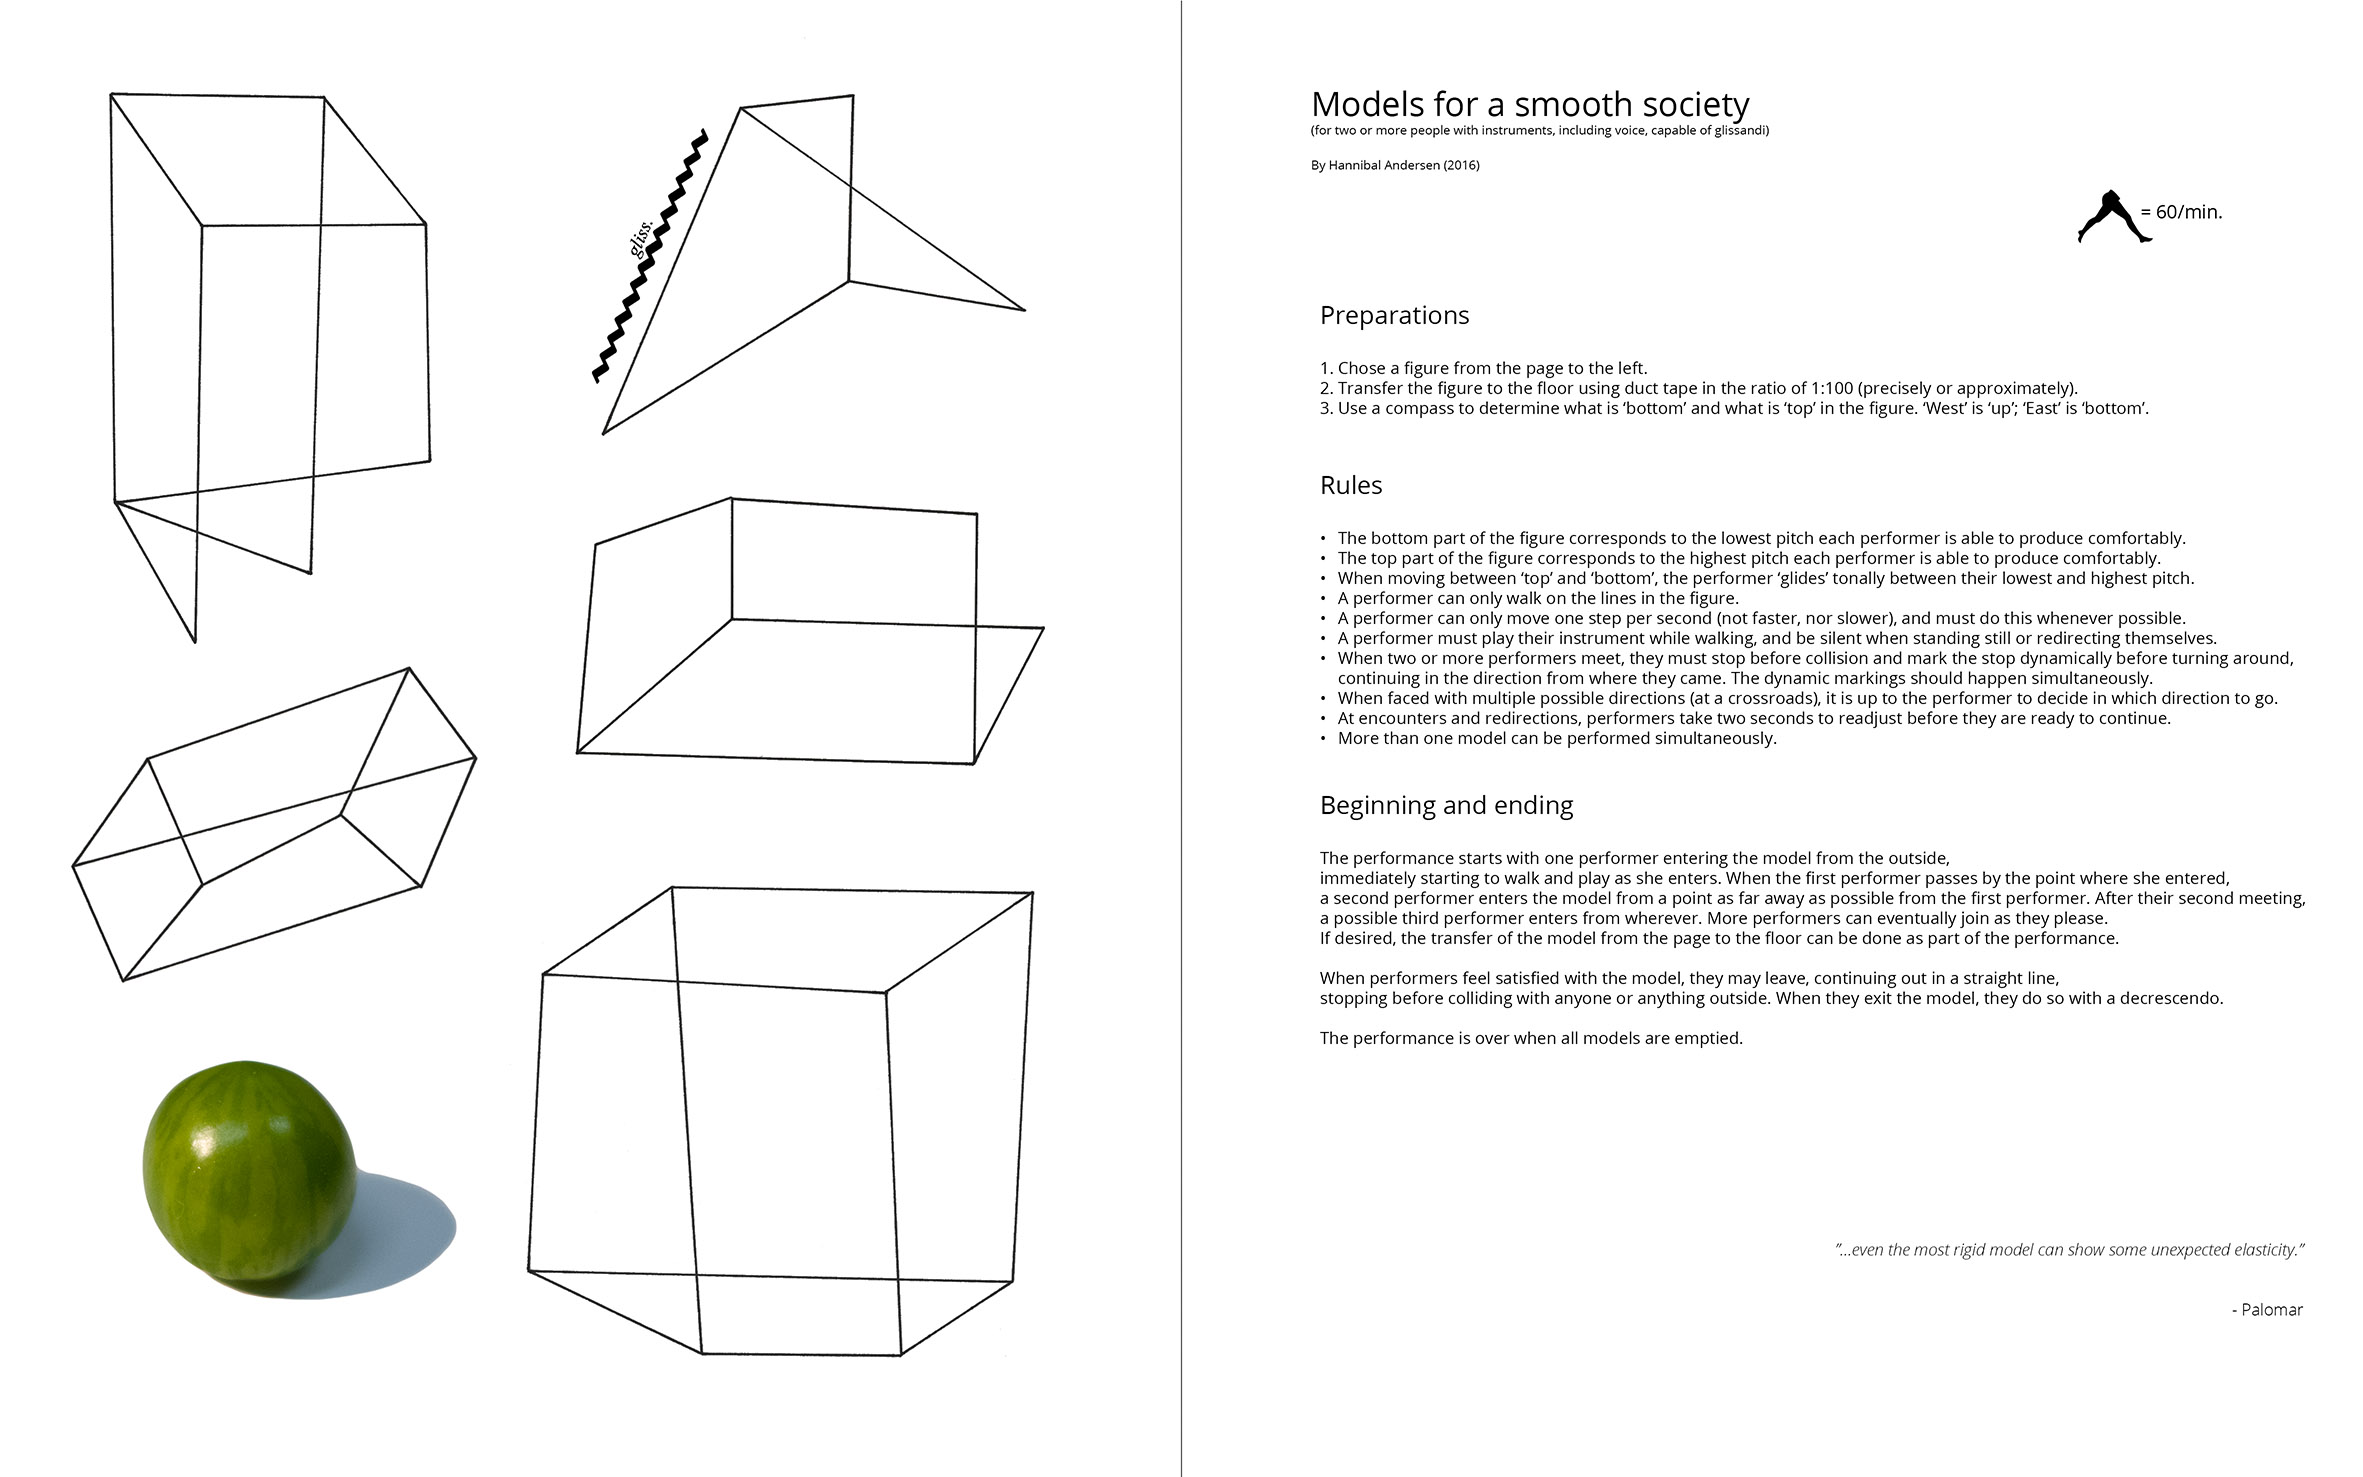 gliss.
Models for a smooth society
(for two or more people with instruments, including voice, capable of glissandi)
By Hannibal Andersen (2016)
= 60/min.
Preparations
1. Chose a figure from the page to the left.
2. Transfer the figure to the floor using duct tape in the ratio of 1:100 (precisely or approximately).
3. Use a compass to determine what is ‘bottom’ and what is ‘top’ in the figure. ‘West’ is ‘up’; ‘East’ is ‘bottom’.
Rules
• The bottom part of the figure corresponds to the lowest pitch each performer is able to produce comfortably.
• The top part of the figure corresponds to the highest pitch each performer is able to produce comfortably.
• When moving between ‘top’ and ‘bottom’, the performer ‘glides’ tonally between their lowest and highest pitch.
• A performer can only walk on the lines in the figure.
• A performer can only move one step per second (not faster, nor slower), and must do this whenever possible.
• A performer must play their instrument while walking, and be silent when standing still or redirecting themselves.
• When two or more performers meet, they must stop before collision and mark the stop dynamically before turning around,
continuing in the direction from where they came. The dynamic markings should happen simultaneously.
• When faced with multiple possible directions (at a crossroads), it is up to the performer to decide in which direction to go.
• At encounters and redirections, performers take two seconds to readjust before they are ready to continue.
• More than one model can be performed simultaneously.
Beginning and ending
The performance starts with one performer entering the model from the outside,
immediately starting to walk and play as she enters. When the first performer passes by the point where she entered,
a second performer enters the model from a point as far away as possible from the first performer. After their second meeting,
a possible third performer enters from wherever. More performers can eventually join as they please.
If desired, the transfer of the model from the page to the floor can be done as part of the performance.
When performers feel satisfied with the model, they may leave, continuing out in a straight line,
stopping before colliding with anyone or anything outside. When they exit the model, they do so with a decrescendo.
The performance is over when all models are emptied.
”...even the most rigid model can show some unexpected elasticity.”
- Palomar